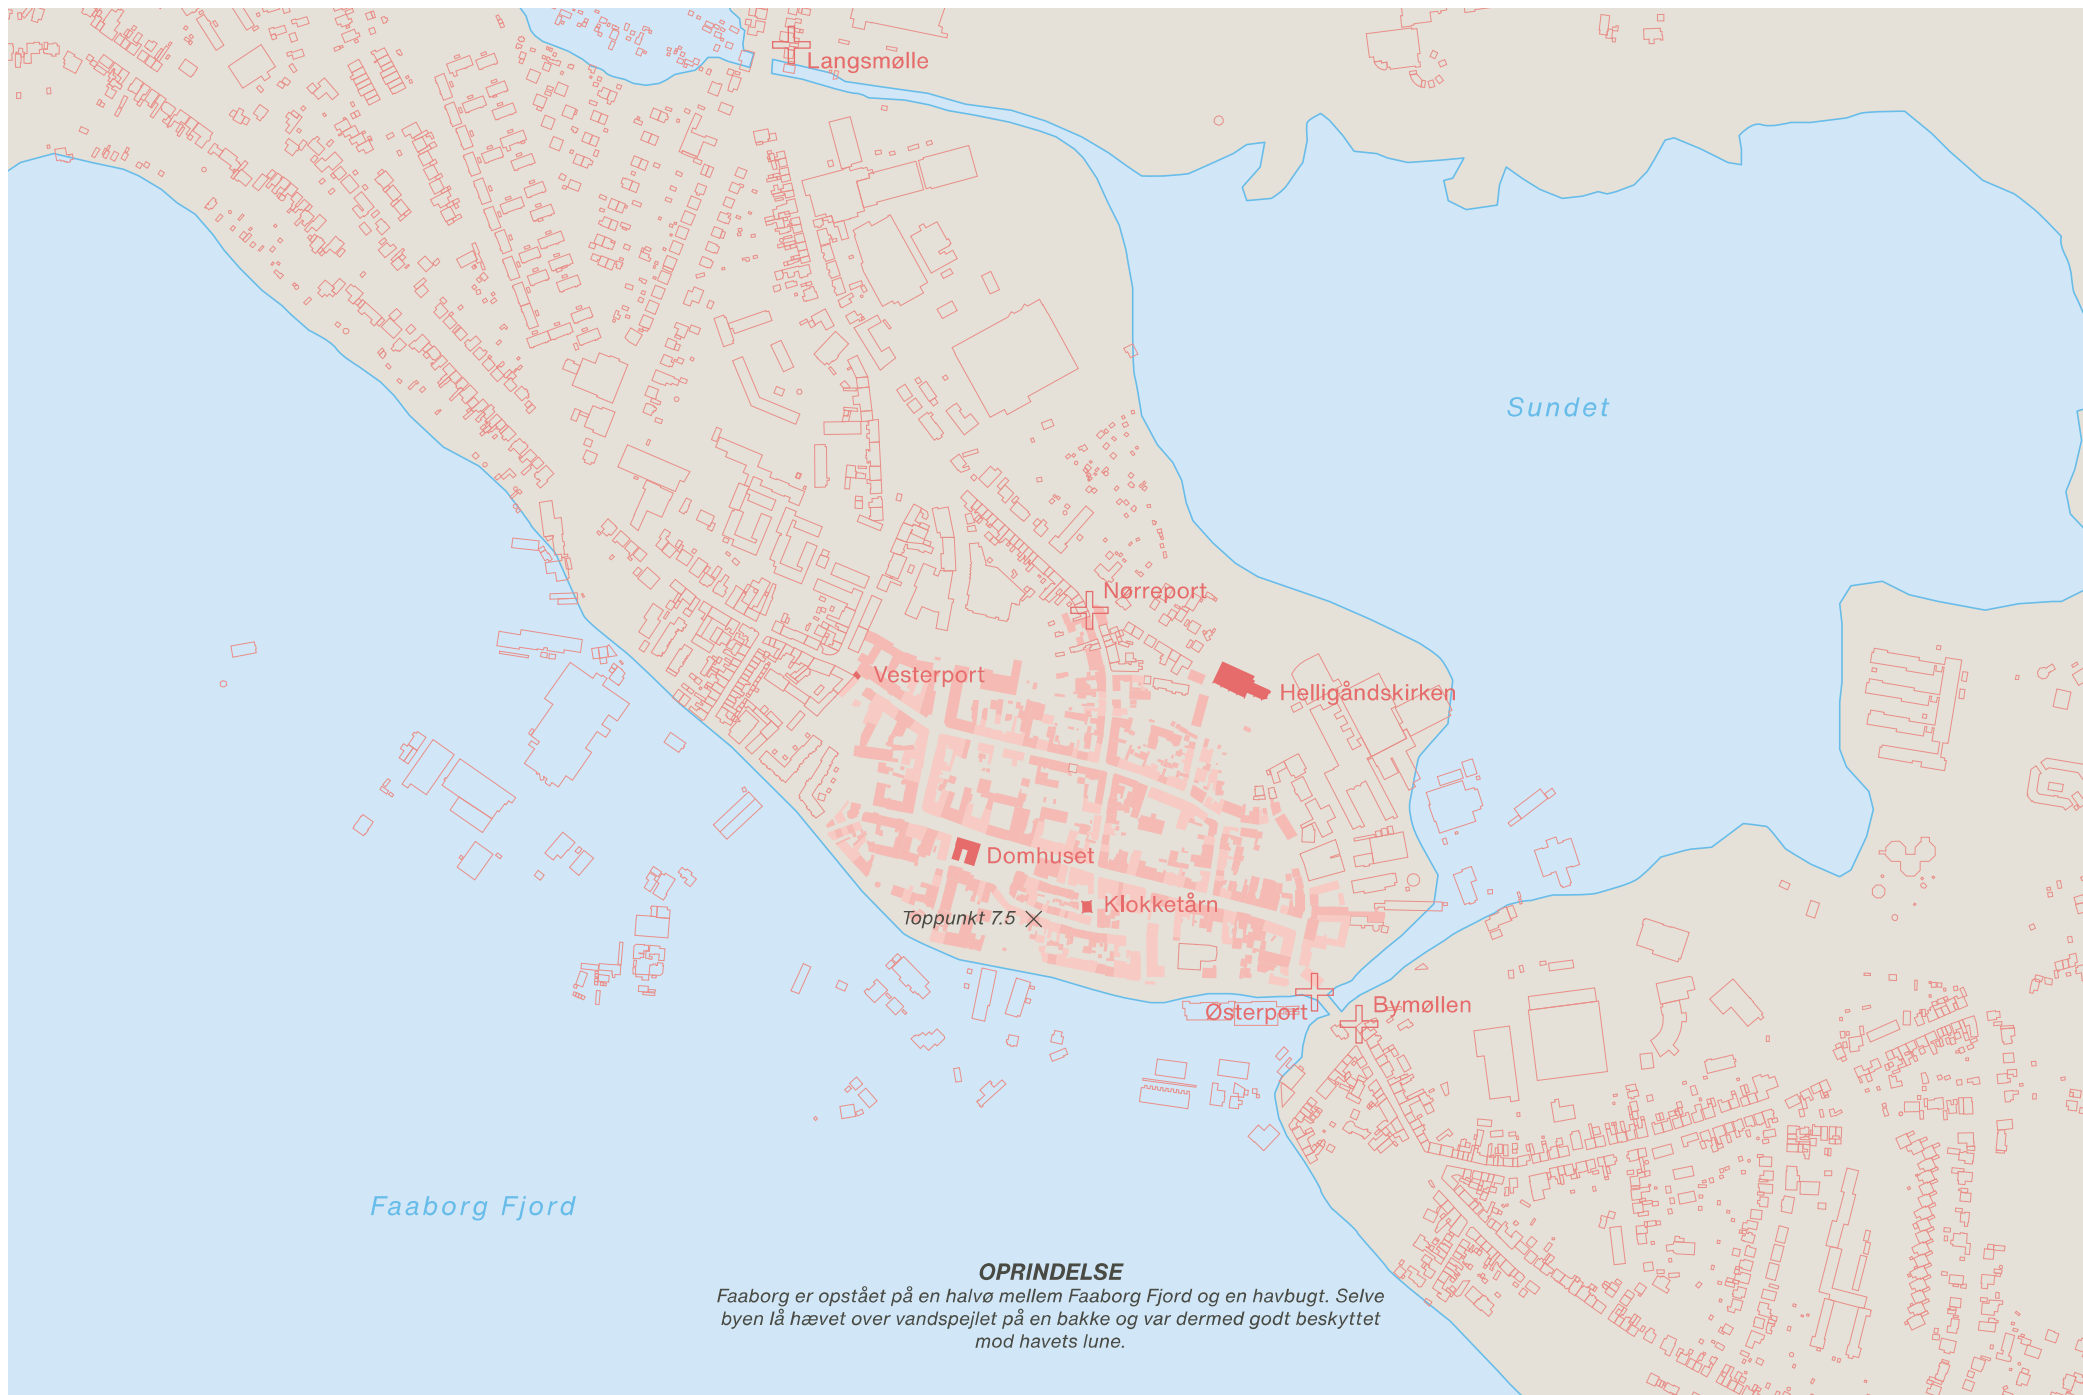 Langsmølle
Sundet
Nørreport
Vesterport
Helligåndskirken
Domhuset
Klokketårn
Toppunkt 7.5
Østerport
Bymøllen
Faaborg Fjord
OPRINDELSE
Faaborg er opstået på en halvø mellem Faaborg Fjord og en havbugt. Selve
byen lå hævet over vandspejlet på en bakke og var dermed godt beskyttet
mod havets lune.